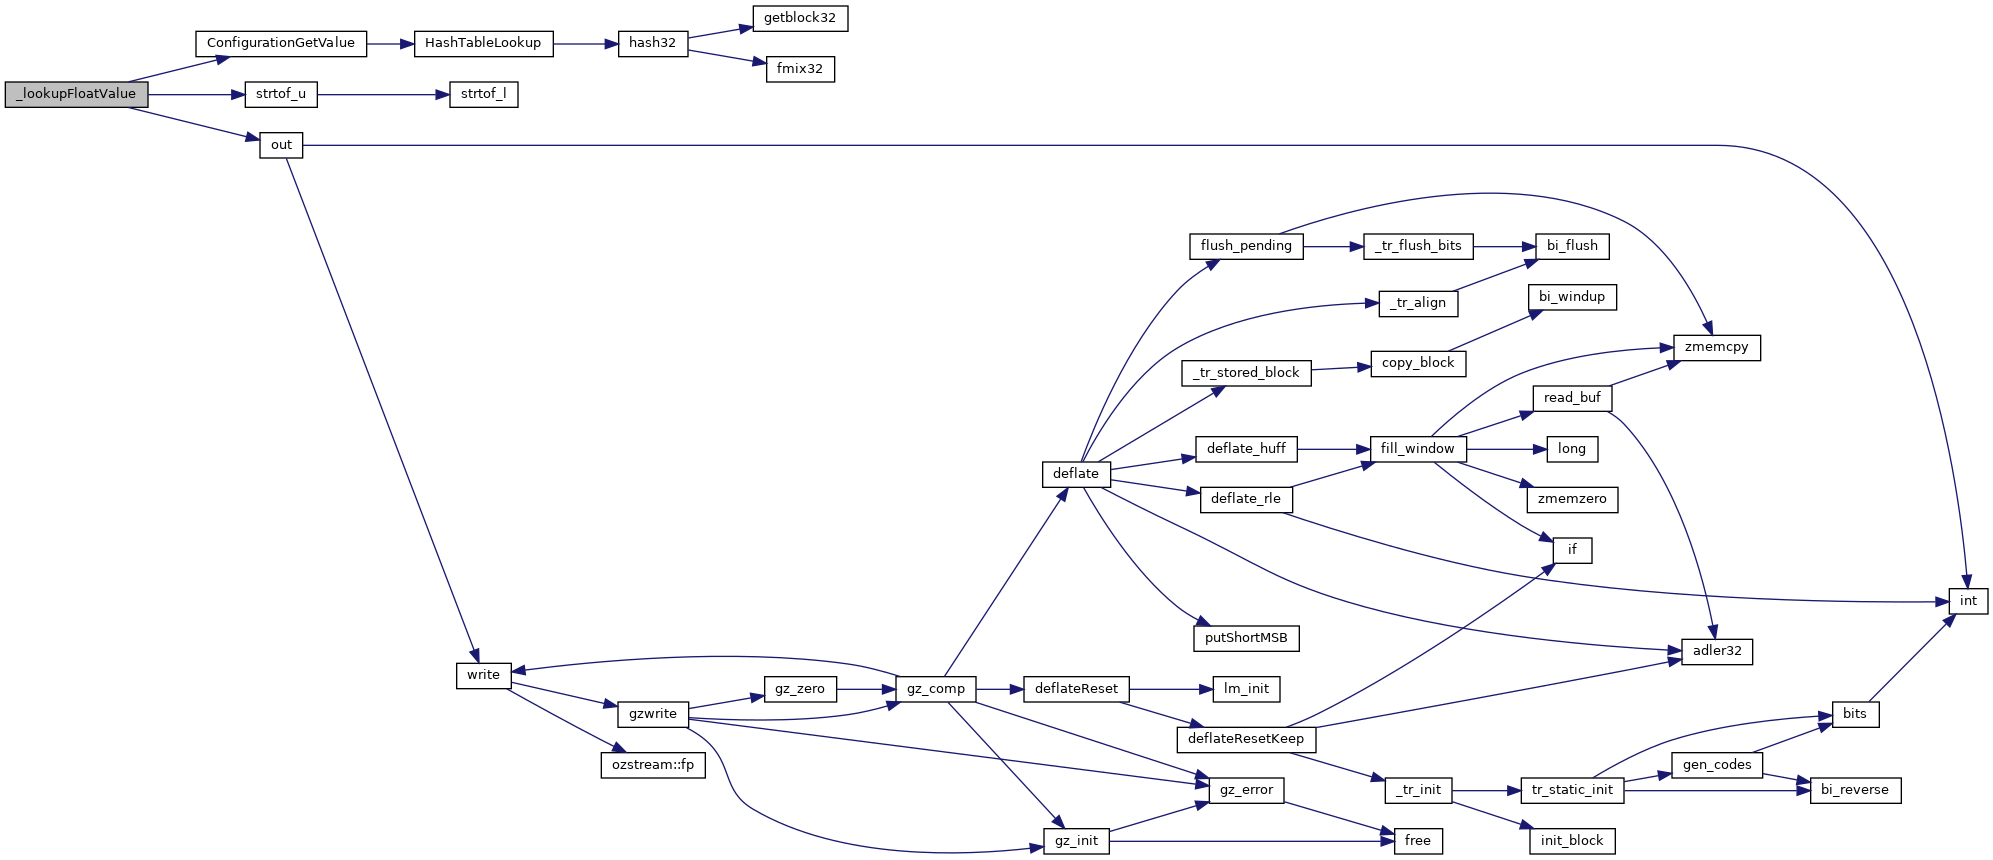 _lookupFloatValue
ConfigurationGetValue
HashTableLookup
hash32
getblock32
fmix32
strtof_u
strtof_l
out
write
gzwrite
ozstream::fp
gz_zero
gz_comp
deflate
flush_pending
_tr_flush_bits
bi_flush
_tr_align
bi_windup
_tr_stored_block
copy_block
zmemcpy
deflate_huff
fill_window
read_buf
long
deflate_rle
zmemzero
if
int
putShortMSB
adler32
deflateReset
lm_init
deflateResetKeep
bits
gen_codes
gz_error
_tr_init
tr_static_init
bi_reverse
gz_init
free
init_block